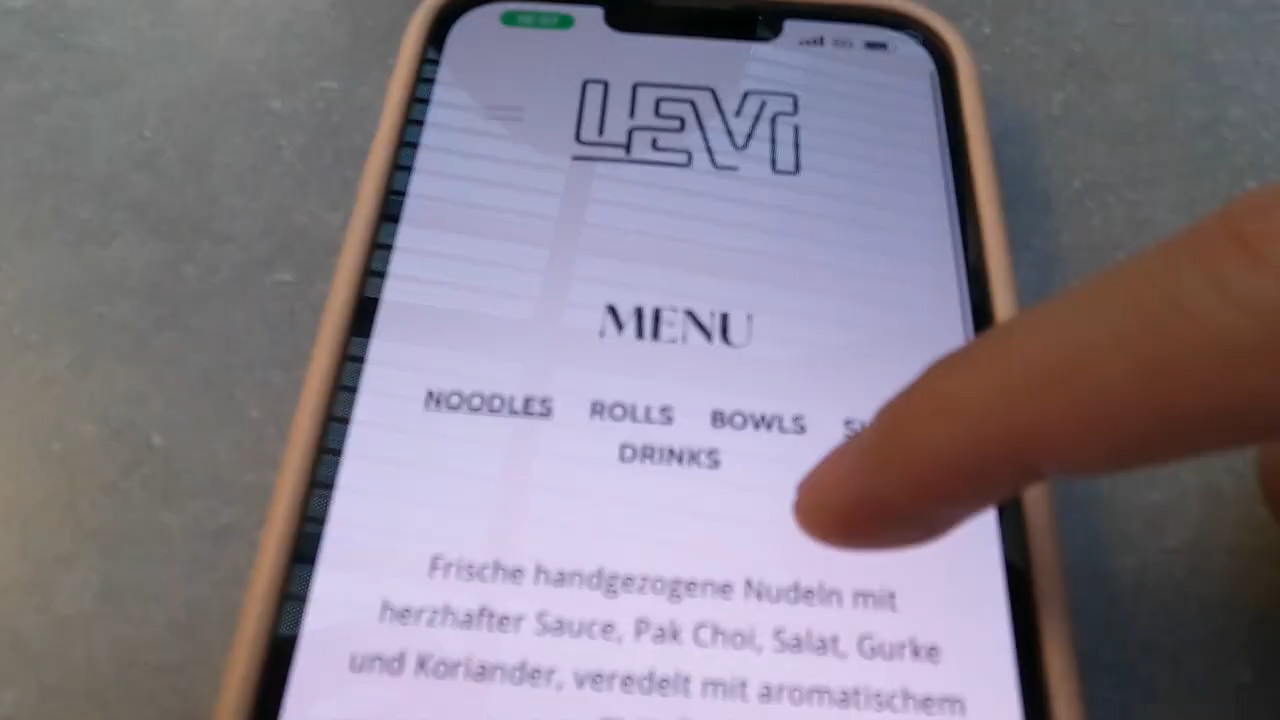 LEVI
MENU
NOODLES ROLLS BOWLS
DRINKS
Frische handgezogene Nudeln mit
herzhafter Sauce, Pak Choi, Salat, Gurke
und Koriander, veredelt mit aromatischem